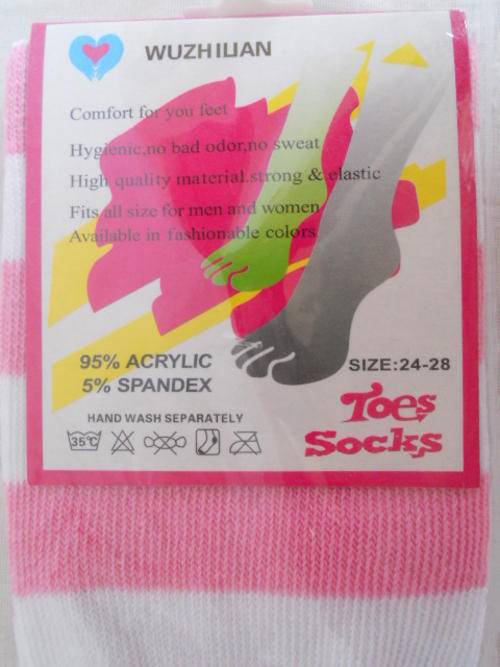 WUZHILIAN
Comfort for you feet
Hygienic,no bad odor,no sweat
High quality material.strong & elastic
Fits all size for men and women
Available in fashionable colors.
95% ACRYLIC
5% SPANDEX
SIZE:24-28
HAND WASH SEPARATELY
35℃
Toes
Socks